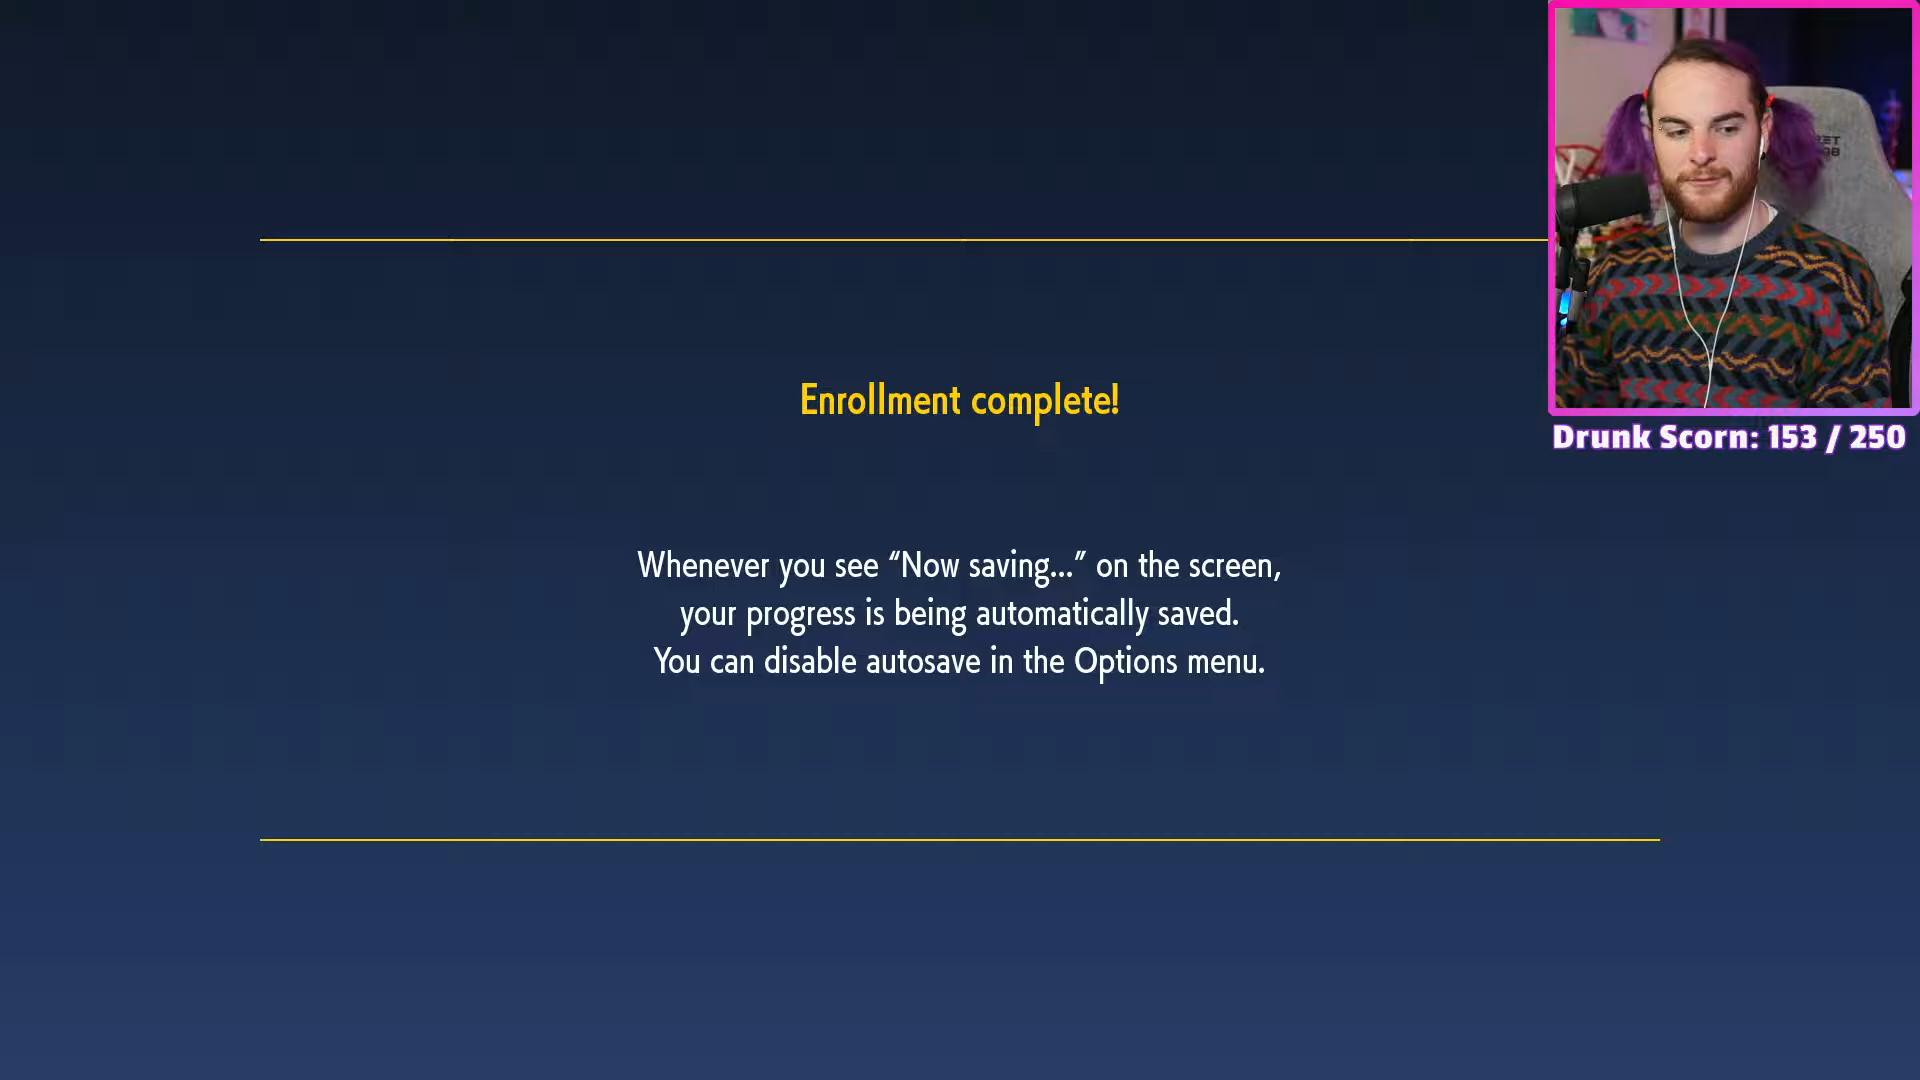 Enrollment complete!
Whenever you see “Now saving...” on the screen,
your progress is being automatically saved.
You can disable autosave in the Options menu.
Drunk Scorn: 153 / 250